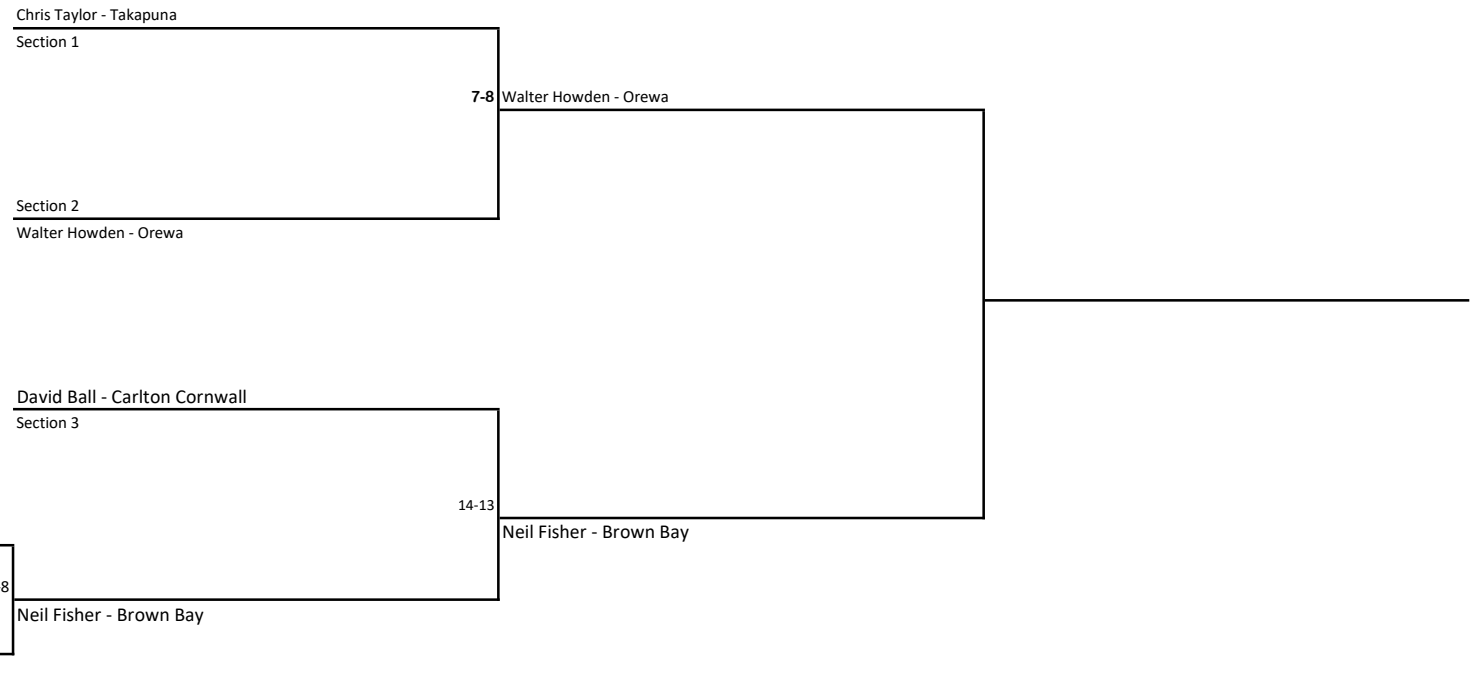 Chris Taylor - Takapuna
Section 1
7-8 Walter Howden - Orewa
Section 2
Walter Howden - Orewa
David Ball - Carlton Cornwall
Section 3
14-13
Neil Fisher - Brown Bay
8
Neil Fisher - Brown Bay